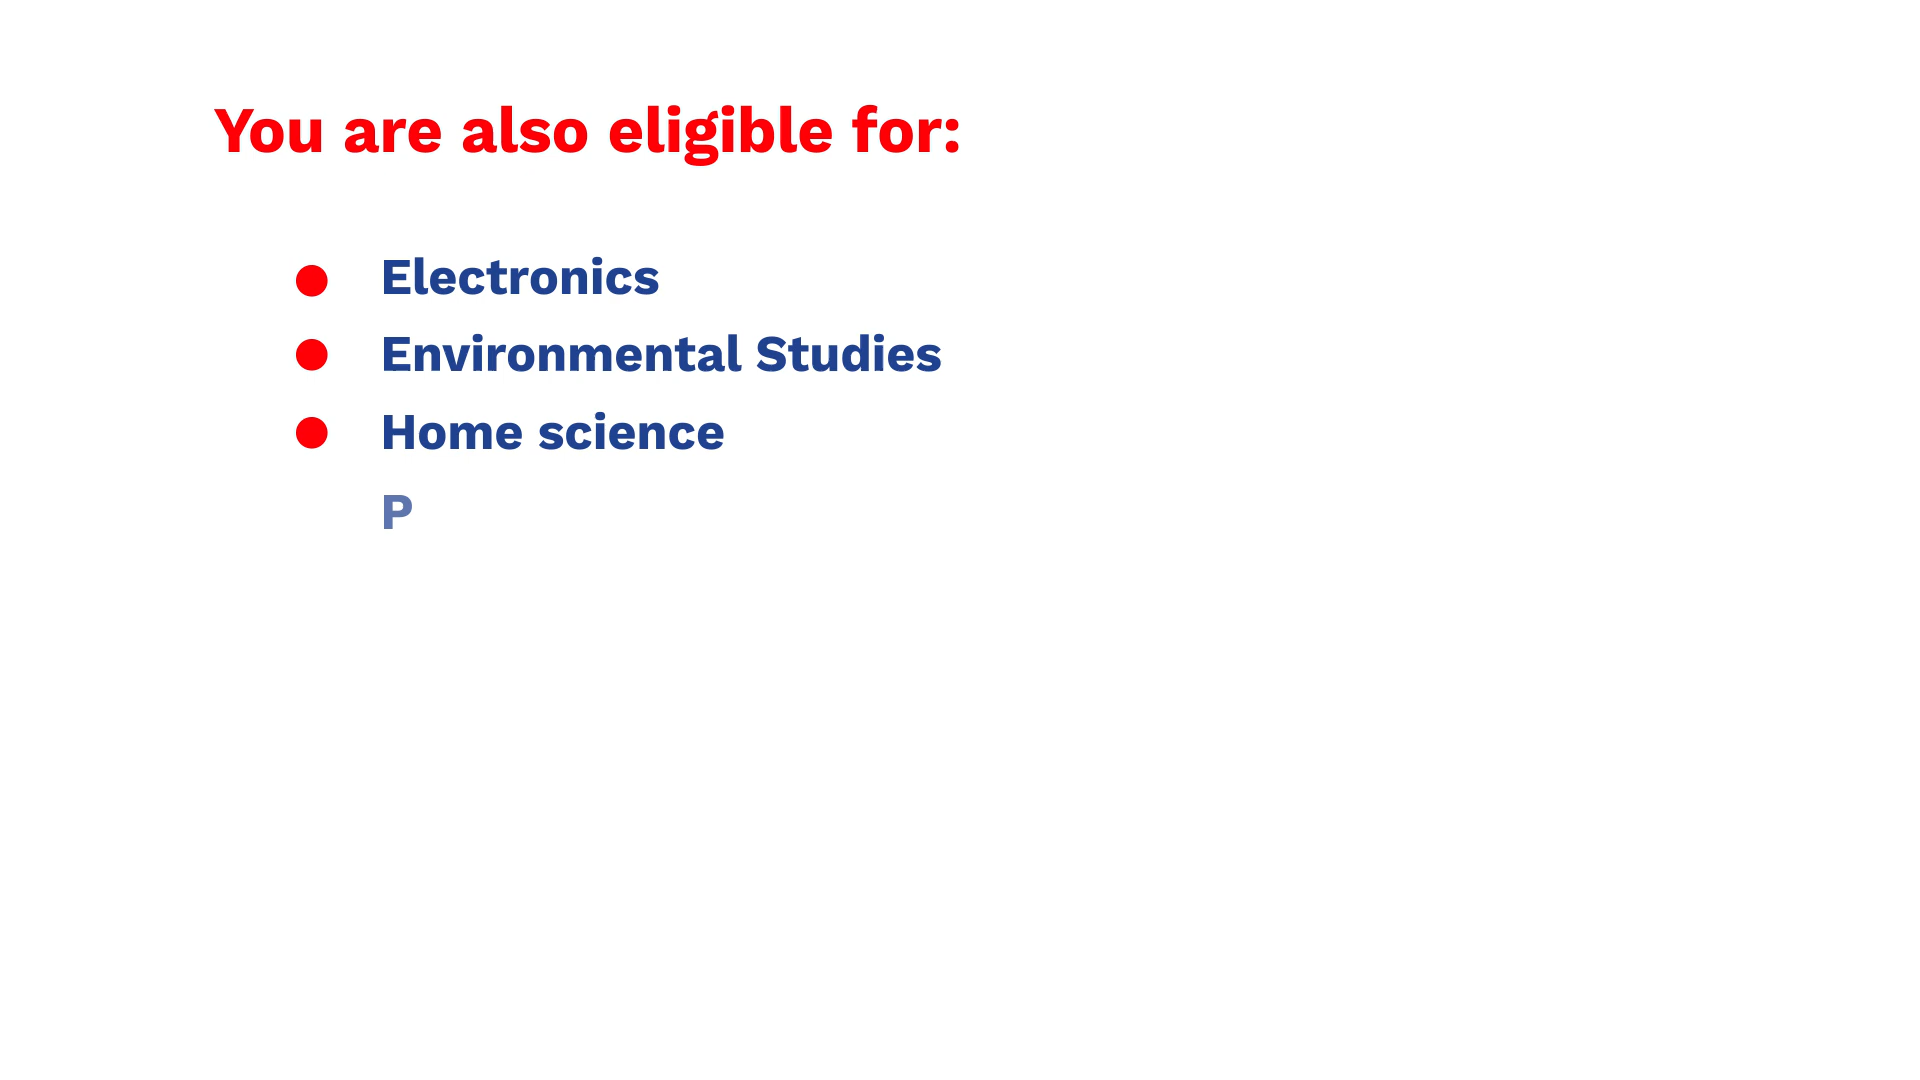 You are also eligible for:
Electronics
Environmental Studies
Home science
P